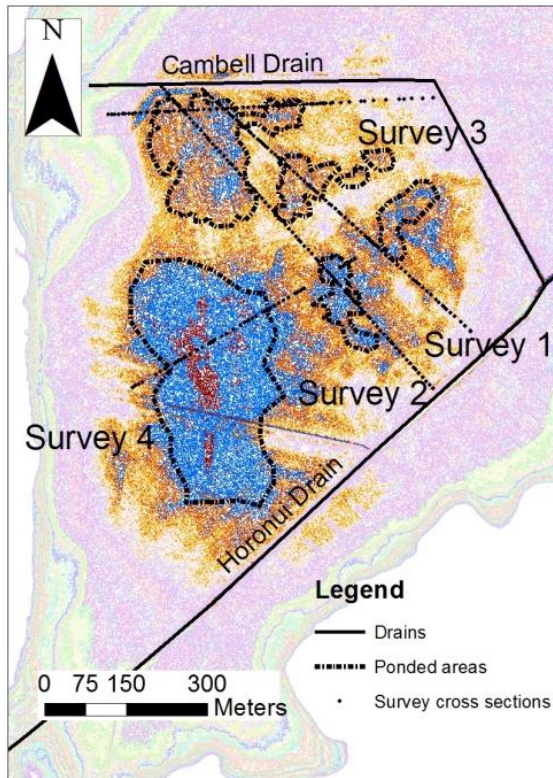 N
Cambell Drain
Survey 3
Survey 1
Survey 2
Survey 4
Horonui Drain
Legend
Drains
Ponded areas
Survey cross sections
0 75 150 300
Meters